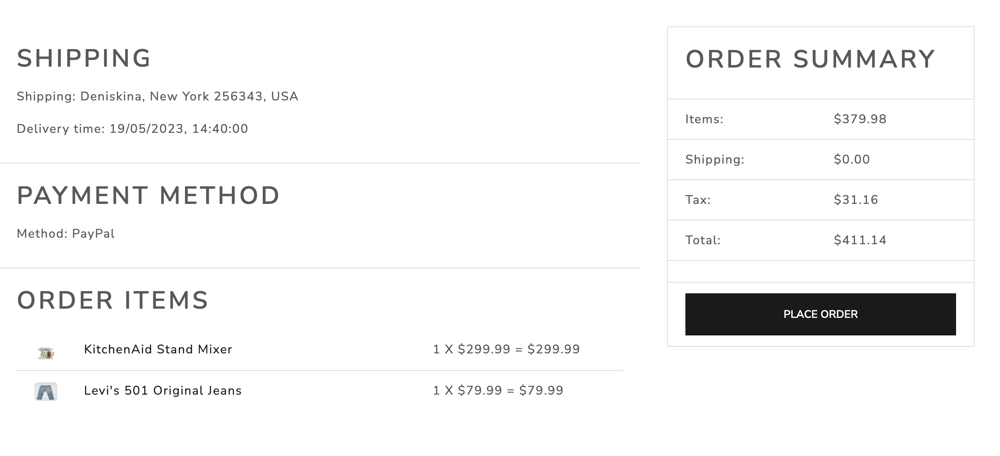 SHIPPING
Shipping: Deniskina, New York 256343, USA
Delivery time: 19/05/2023, 14:40:00
PAYMENT METHOD
Method: PayPal
ORDER ITEMS
KitchenAid Stand Mixer 1 X $299.99 = $299.99
Levi's 501 Original Jeans 1 X $79.99 = $79.99
ORDER SUMMARY
Items: $379.98
Shipping: $0.00
Tax: $31.16
Total: $411.14
PLACE ORDER